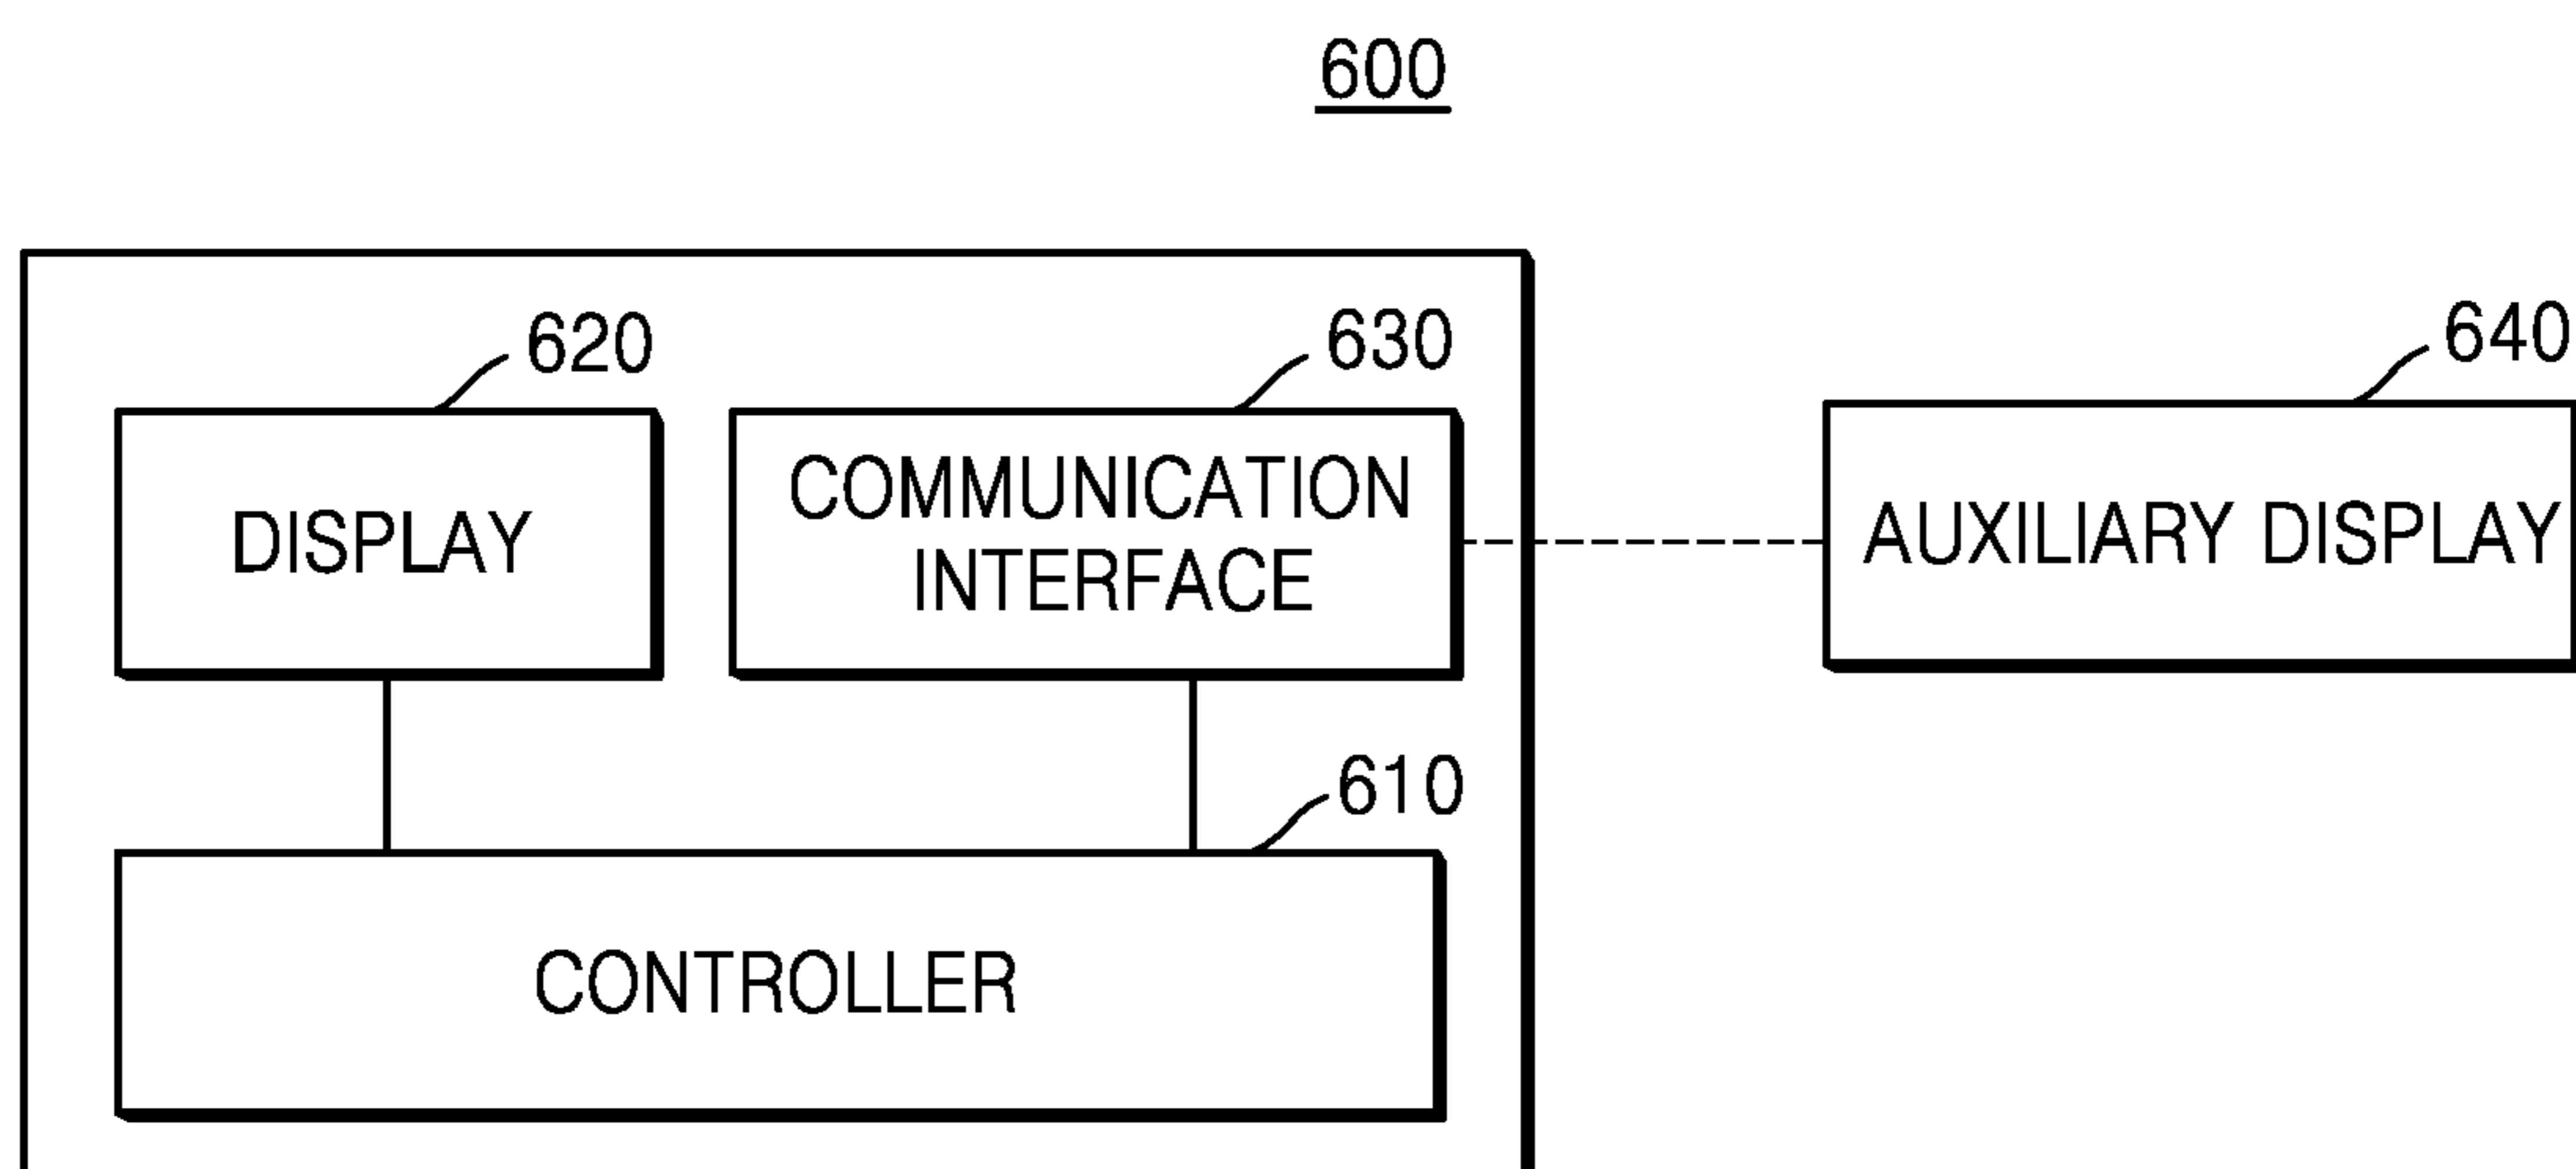 600
620
630
640
DISPLAY
COMMUNICATION
INTERFACE
AUXILIARY DISPLAY
610
CONTROLLER